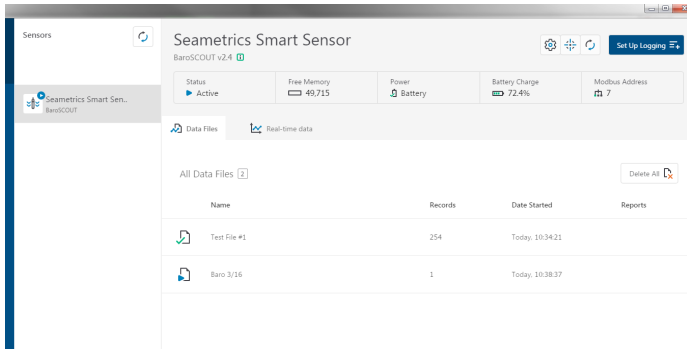 Sensors
Seametrics Smart Sen..
BaroSCOUT
Seametrics Smart Sensor
BaroSCOUT v2.4
Set Up Logging
Status
Active
Free Memory
49,715
Power
Battery
Battery Charge
72.4%
Modbus Address
7
Data Files
Real-time data
All Data Files 2
Delete All
Name Records Date Started Reports
Test File #1 254 Today, 10:34:21
Baro 3/16 1 Today, 10:38:37